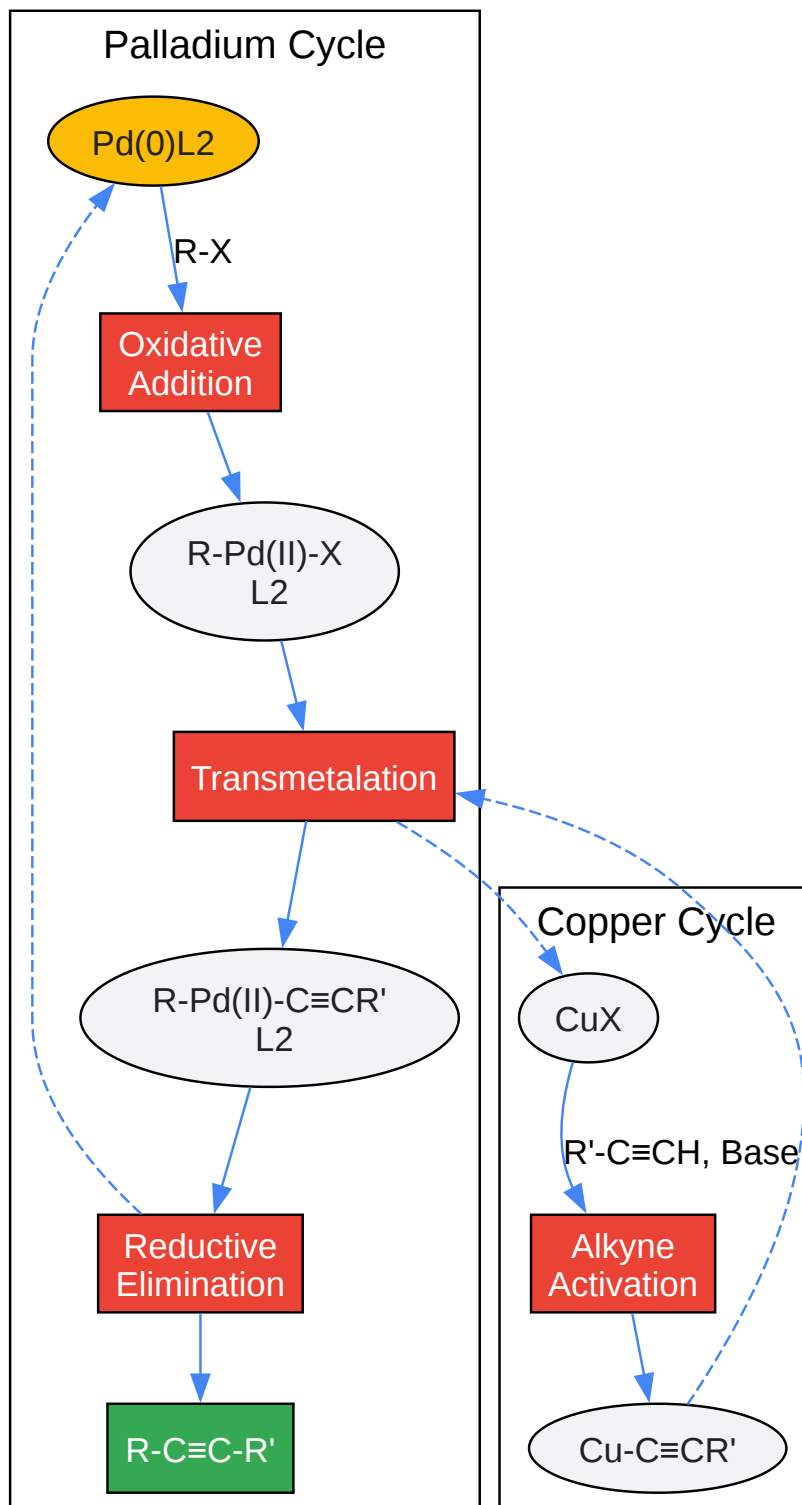 Palladium Cycle
Pd(0)L2
R-X
Oxidative
Addition
R-Pd(II)-X
L2
Transmetalation
R-Pd(II)-C≡CR'
L2
Reductive
Elimination
R-C≡C-R'
Copper Cycle
CuX
R'-C≡CH, Base
Alkyne
Activation
Cu-C≡CR'